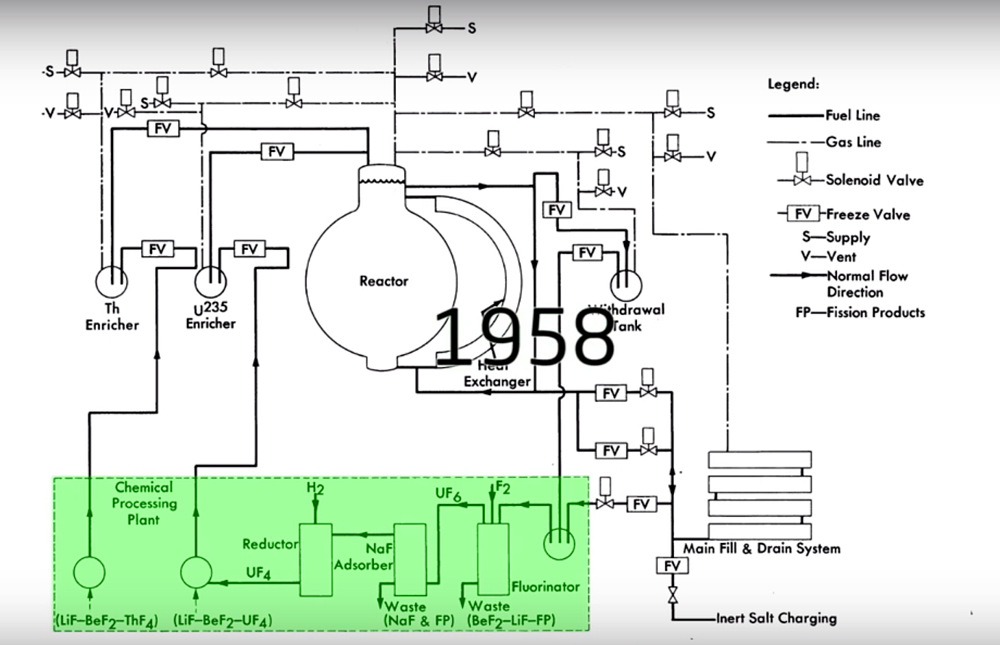 S
S
V
S
V
V
S
S
V
S
V
FV
FV
FV
FV
FV
FV
Reactor
Th
Enricher
U235
Enricher
Withdrawal
Tank
1958
Heat
Exchanger
FV
FV
FV
FV
Main Fill & Drain System
Inert Salt Charging
Chemical
Processing
Plant
H2
UF6
F2
Reductor
NaF
Adsorber
UF4
Fluorinator
Waste
(NaF & FP)
Waste
(BeF2–LiF–FP)
(LiF–BeF2–ThF4)
(LiF–BeF2–UF4)
Legend:
Fuel Line
Gas Line
Solenoid Valve
FV Freeze Valve
S—Supply
V—Vent
Normal Flow
Direction
FP—Fission Products